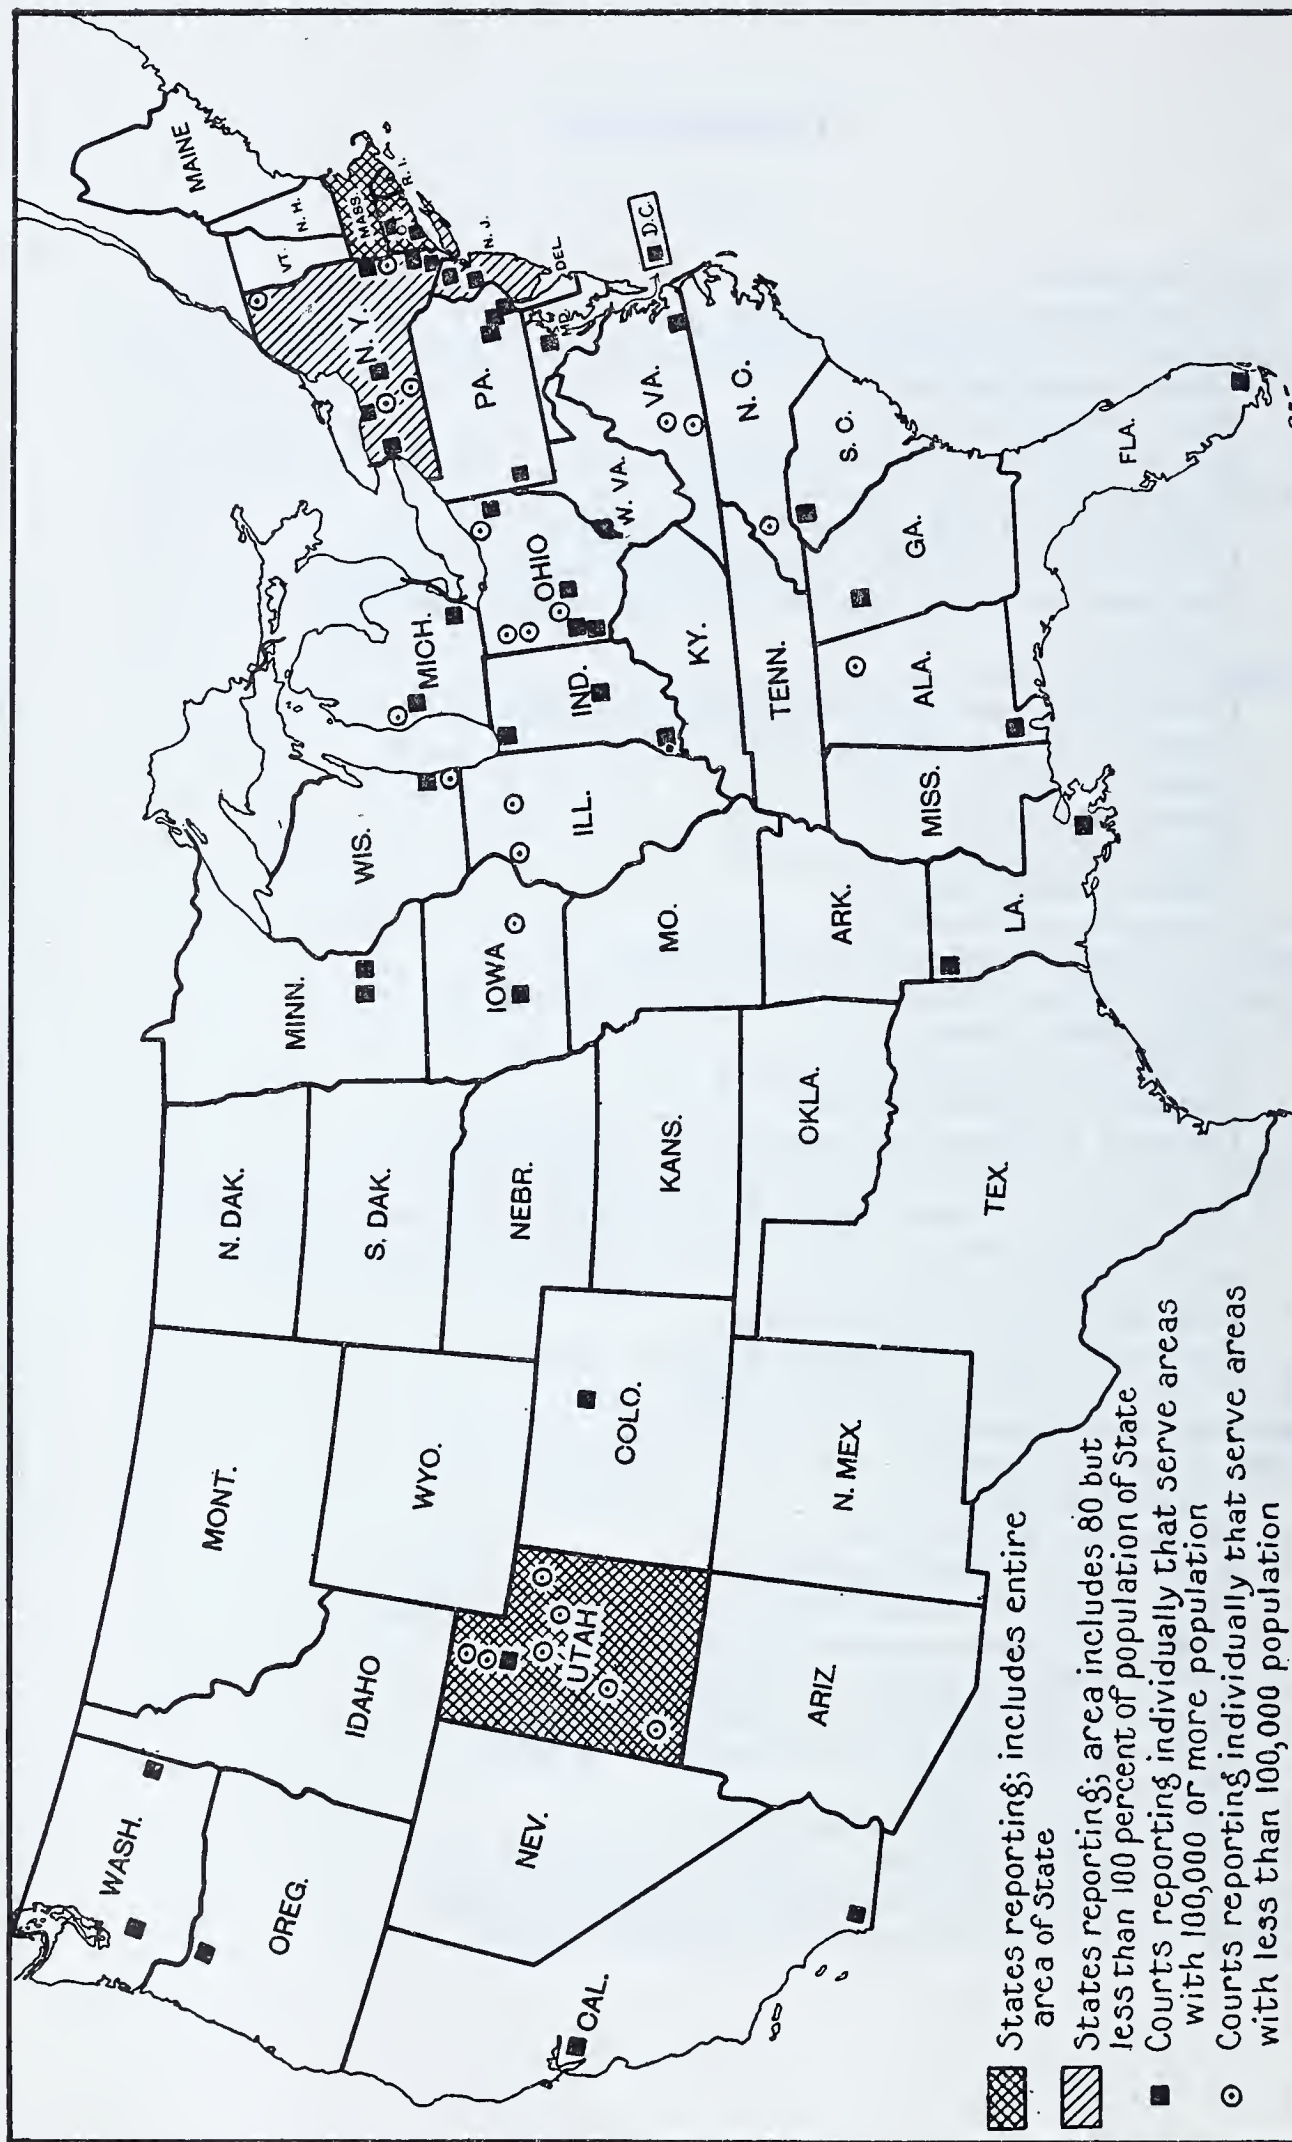 WASH.
OREG.
CAL.
NEV.
IDAHO
MONT.
WYO.
UTAH
ARIZ.
COLO.
N. MEX.
N. DAK.
S. DAK.
NEBR.
KANS.
OKLA.
TEX.
MINN.
IOWA
MO.
ARK.
LA.
WIS.
ILL.
MISS.
MICH.
IND.
OHIO
KY.
TENN.
ALA.
GA.
FLA.
S. C.
N. C.
VA.
W. VA.
PA.
N. Y.
MD.
D.C.
DEL.
N. J.
VT.
N. H.
MAINE
MASS.
R. I.
States reporting; includes entire
area of State
States reporting; area includes 80 but
less than 100 percent of population of State
Courts reporting individually that serve areas
with 100,000 or more population
Courts reporting individually that serve areas
with less than 100,000 population